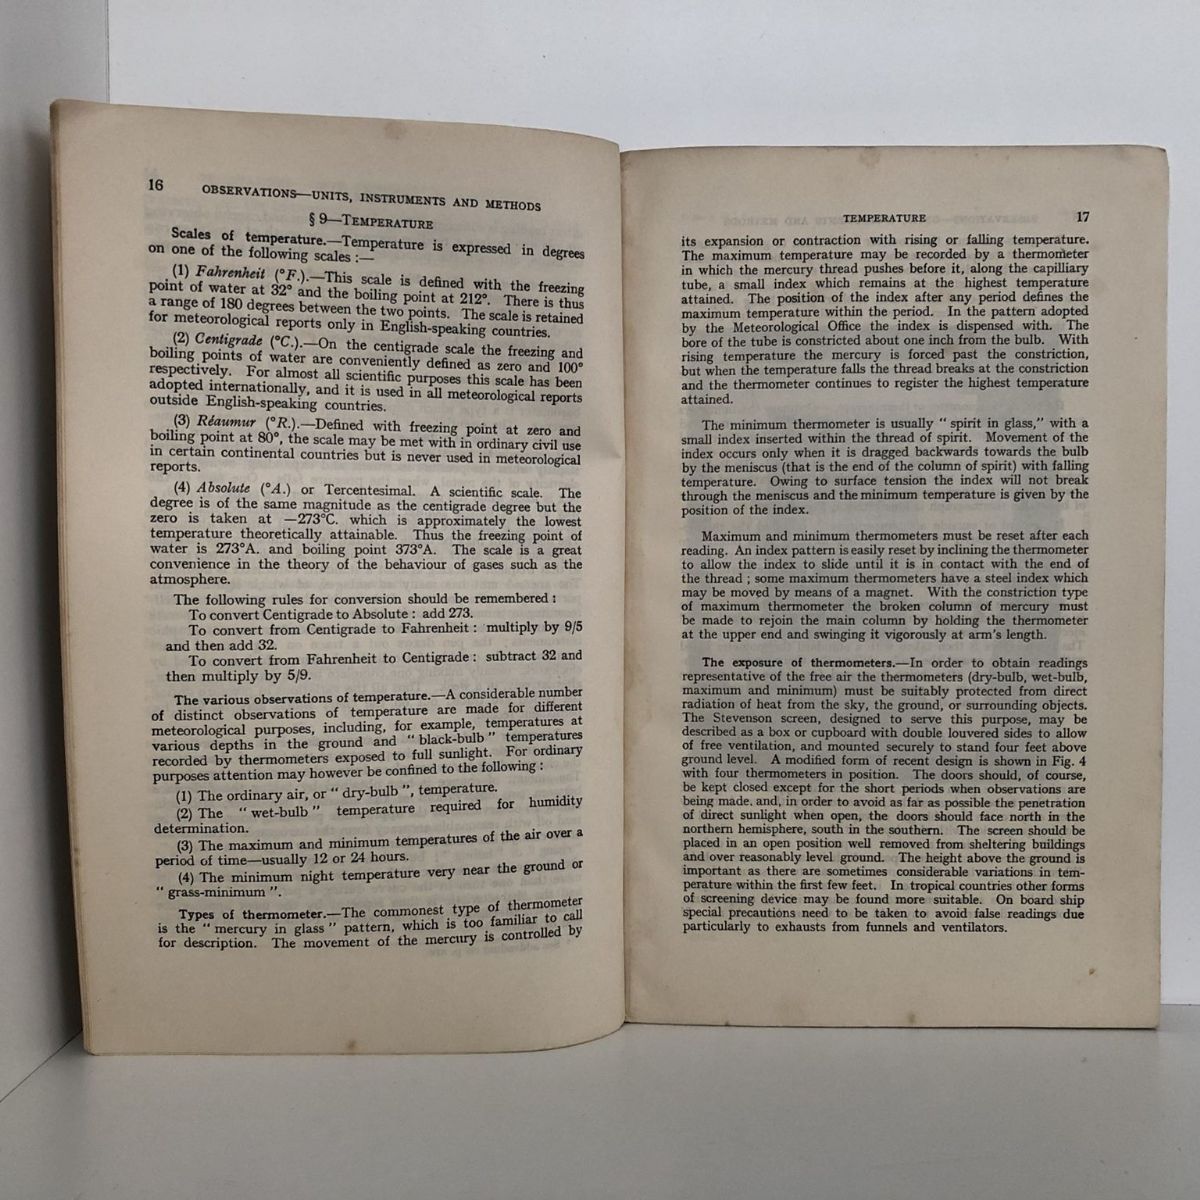 16
OBSERVATIONS—UNITS, INSTRUMENTS AND METHODS
§ 9—TEMPERATURE
Scales of temperature.—Temperature is expressed in degrees
on one of the following scales :—
(1) Fahrenheit (°F.).—This scale is defined with the freezing
point of water at 32° and the boiling point at 212°. There is thus
a range of 180 degrees between the two points. The scale is retained
for meteorological reports only in English-speaking countries.
(2) Centigrade (°C.).—On the centigrade scale the freezing and
boiling points of water are conveniently defined as zero and 100°
respectively. For almost all scientific purposes this scale has been
adopted internationally, and it is used in all meteorological reports
outside English-speaking countries.
(3) Réaumur (°R.).—Defined with freezing point at zero and
boiling point at 80°, the scale may be met with in ordinary civil use
in certain continental countries but is never used in meteorological
reports.
(4) Absolute (°A.) or Tercentesimal. A scientific scale. The
degree is of the same magnitude as the centigrade degree but the
zero is taken at —273°C. which is approximately the lowest
temperature theoretically attainable. Thus the freezing point of
water is 273°A. and boiling point 373°A. The scale is a great
convenience in the theory of the behaviour of gases such as the
atmosphere.
The following rules for conversion should be remembered :
To convert Centigrade to Absolute : add 273.
To convert from Centigrade to Fahrenheit : multiply by 9/5
and then add 32.
To convert from Fahrenheit to Centigrade : subtract 32 and
then multiply by 5/9.
The various observations of temperature.—A considerable number
of distinct observations of temperature are made for different
meteorological purposes, including, for example, temperatures at
various depths in the ground and " black-bulb " temperatures
recorded by thermometers exposed to full sunlight. For ordinary
purposes attention may however be confined to the following :
(1) The ordinary air, or " dry-bulb ", temperature.
(2) The " wet-bulb " temperature required for humidity
determination.
(3) The maximum and minimum temperatures of the air over a
period of time—usually 12 or 24 hours.
(4) The minimum night temperature very near the ground or
" grass-minimum ".
Types of thermometer.—The commonest type of thermometer
is the " mercury in glass " pattern, which is too familiar to call
for description. The movement of the mercury is controlled by
TEMPERATURE
17
its expansion or contraction with rising or falling temperature.
The maximum temperature may be recorded by a thermometer
in which the mercury thread pushes before it, along the capilliary
tube, a small index which remains at the highest temperature
attained. The position of the index after any period defines the
maximum temperature within the period. In the pattern adopted
by the Meteorological Office the index is dispensed with. The
bore of the tube is constricted about one inch from the bulb. With
rising temperature the mercury is forced past the constriction,
but when the temperature falls the thread breaks at the constriction
and the thermometer continues to register the highest temperature
attained.
The minimum thermometer is usually " spirit in glass," with a
small index inserted within the thread of spirit. Movement of the
index occurs only when it is dragged backwards towards the bulb
by the meniscus (that is the end of the column of spirit) with falling
temperature. Owing to surface tension the index will not break
through the meniscus and the minimum temperature is given by the
position of the index.
Maximum and minimum thermometers must be reset after each
reading. An index pattern is easily reset by inclining the thermometer
to allow the index to slide until it is in contact with the end of
the thread ; some maximum thermometers have a steel index which
may be moved by means of a magnet. With the constriction type
of maximum thermometer the broken column of mercury must
be made to rejoin the main column by holding the thermometer
at the upper end and swinging it vigorously at arm's length.
The exposure of thermometers.—In order to obtain readings
representative of the free air the thermometers (dry-bulb, wet-bulb,
maximum and minimum) must be suitably protected from direct
radiation of heat from the sky, the ground, or surrounding objects.
The Stevenson screen, designed to serve this purpose, may be
described as a box or cupboard with double louvered sides to allow
of free ventilation, and mounted securely to stand four feet above
ground level. A modified form of recent design is shown in Fig. 4
with four thermometers in position. The doors should, of course,
be kept closed except for the short periods when observations are
being made, and, in order to avoid as far as possible the penetration
of direct sunlight when open, the doors should face north in the
northern hemisphere, south in the southern. The screen should be
placed in an open position well removed from sheltering buildings
and over reasonably level ground. The height above the ground is
important as there are sometimes considerable variations in tem-
perature within the first few feet. In tropical countries other forms
of screening device may be found more suitable. On board ship
special precautions need to be taken to avoid false readings due
particularly to exhausts from funnels and ventilators.